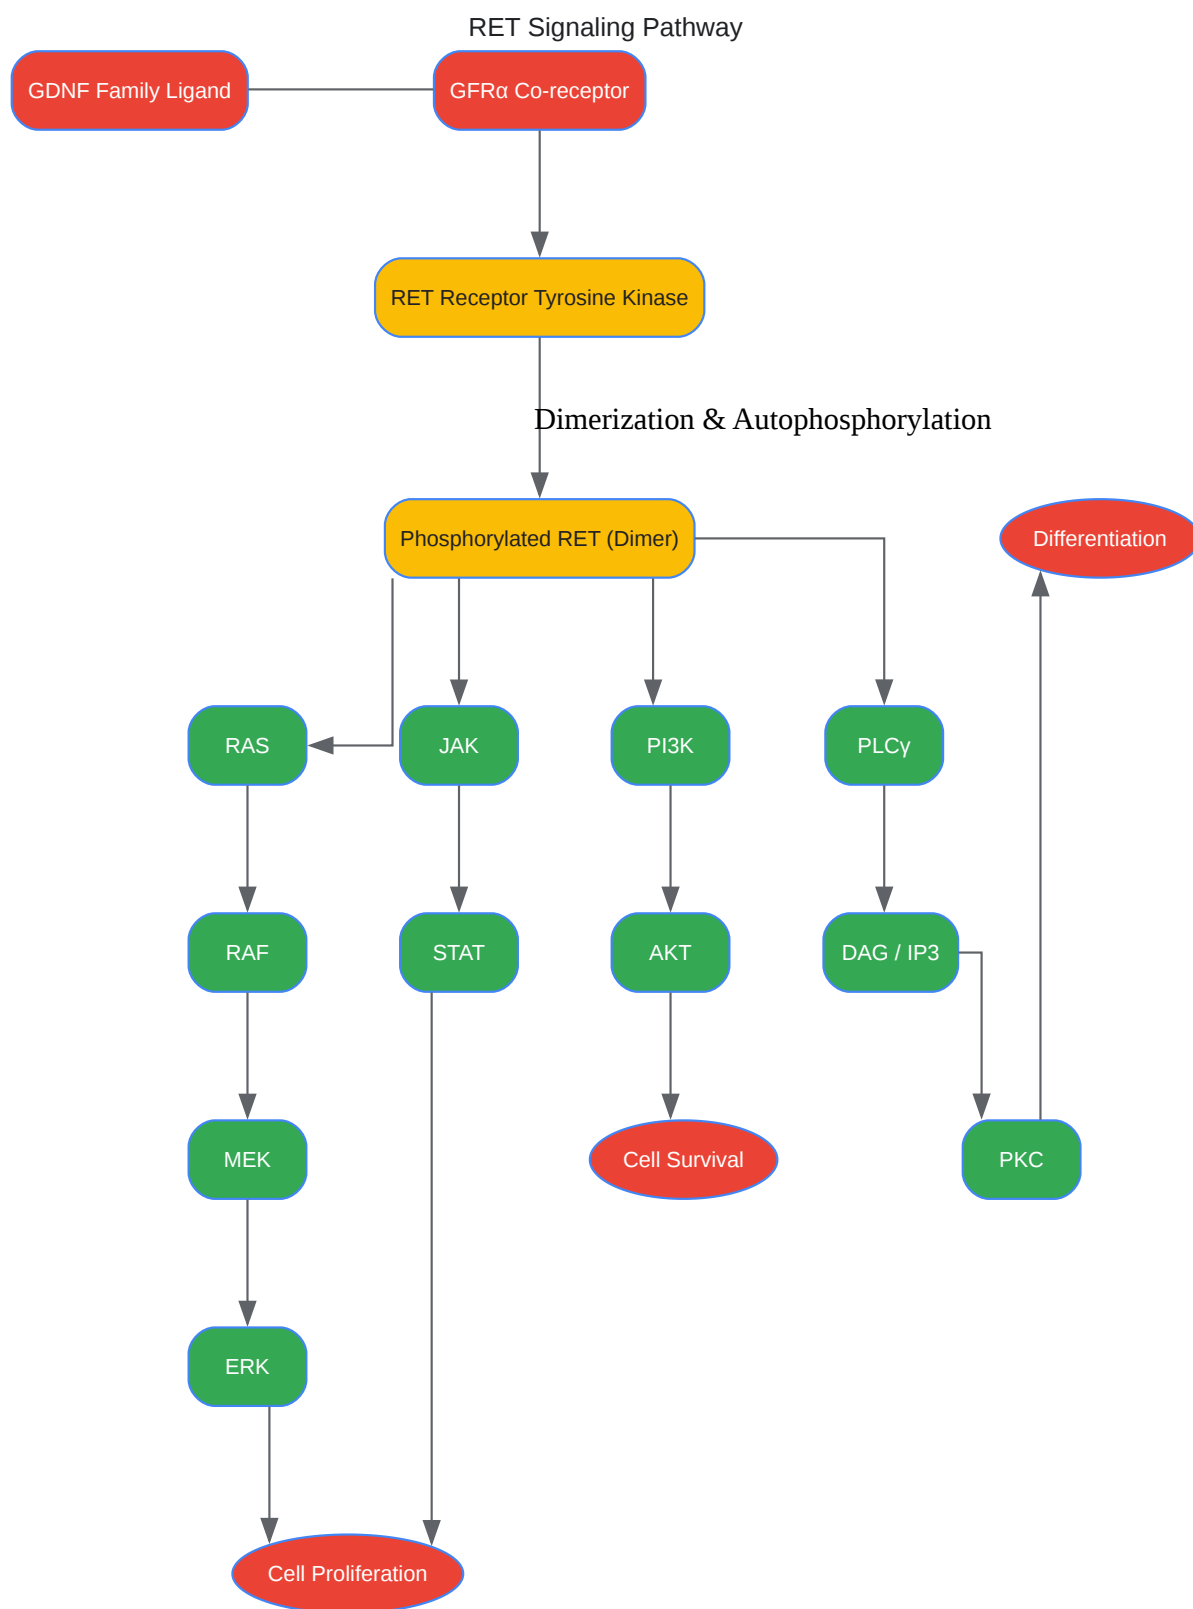 RET Signaling Pathway
GDNF Family Ligand
GFRα Co-receptor
RET Receptor Tyrosine Kinase
Dimerization & Autophosphorylation
Phosphorylated RET (Dimer)
Differentiation
RAS
JAK
PI3K
PLCγ
RAF
STAT
AKT
DAG / IP3
MEK
Cell Survival
PKC
ERK
Cell Proliferation